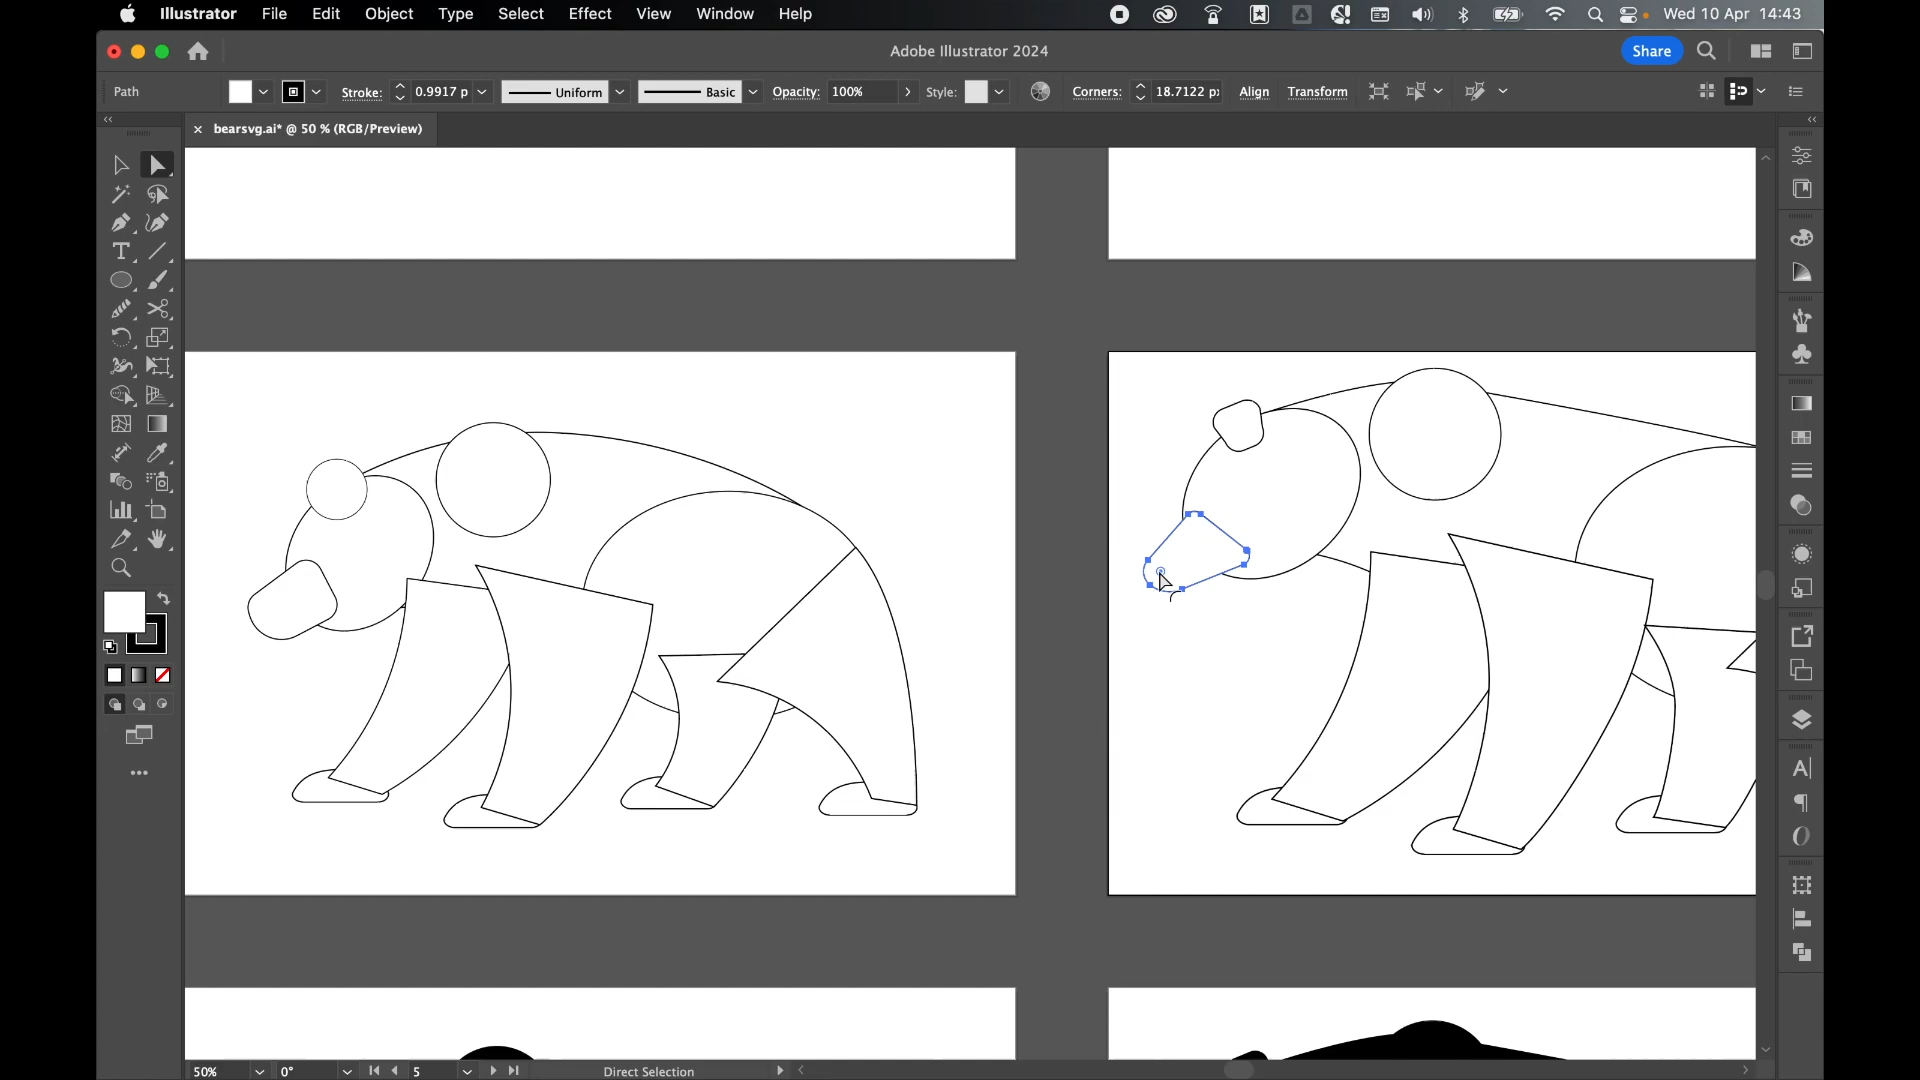 Illustrator File Edit Object Type Select Effect View Window Help Wed 10 Apr 14:43
Adobe Illustrator 2024 Share
Path Stroke: 0.9917 p Uniform Basic Opacity: 100% Style: Corners: 18.7122 p Align Transform
bearsvg.ai* @ 50 % (RGB/Preview)
50% 0° 5 Direct Selection